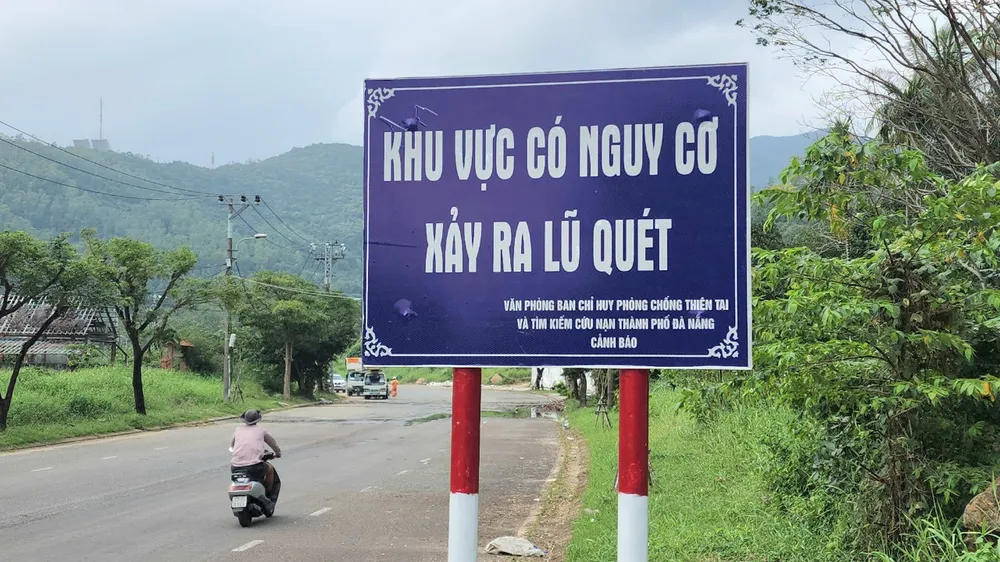 KHU VỰC CÓ NGUY CƠ
XẢY RA LŨ QUÉT
VĂN PHÒNG BAN CHỈ HUY PHÒNG CHỐNG THIÊN TAI
VÀ TÌM KIẾM CỨU NẠN THÀNH PHỐ ĐÀ NẴNG
CẢNH BÁO